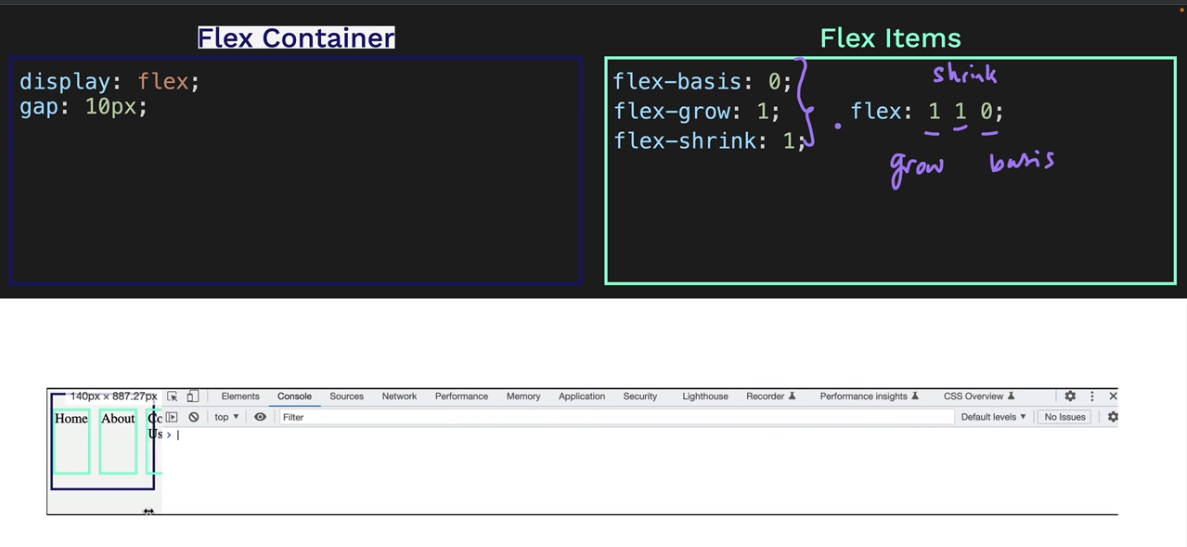 Flex Container
display: flex;
gap: 10px;
Flex Items
flex-basis: 0;
flex-grow: 1;
flex-shrink: 1;
shrink
flex: 1 1 0;
grow
basis
140px × 887.27px
Elements Console Sources Network Performance Memory Application Security Lighthouse Recorder Performance insights CSS Overview
top Filter Default levels No Issues
Home About Cc
Us